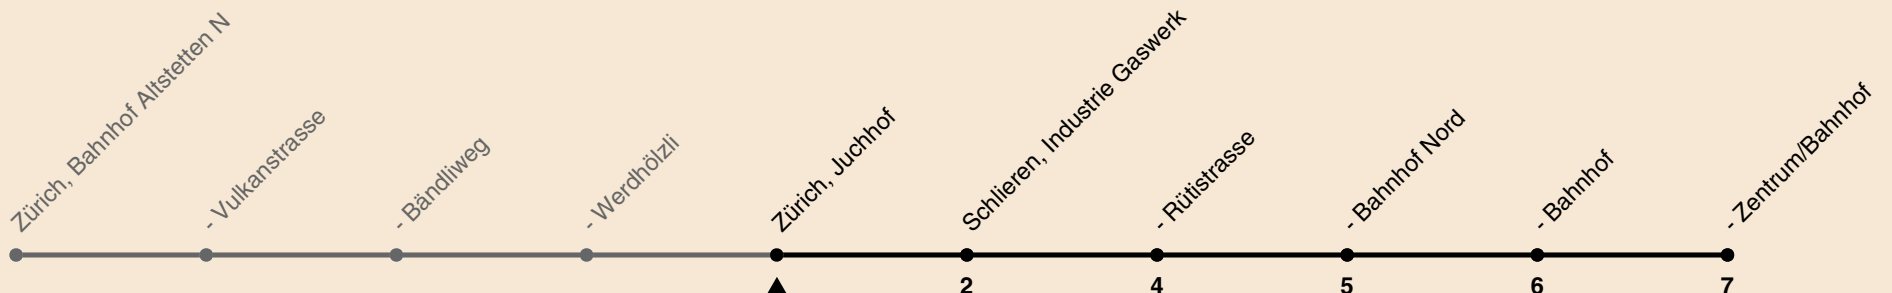 Zürich, Bahnhof Altstetten N
- Vulkanstrasse
- Bändliweg
- Werdhölzli
Zürich, Juchhof
Schlieren, Industrie Gaswerk
- Rütistrasse
- Bahnhof Nord
- Bahnhof
- Zentrum/Bahnhof
2
4
5
6
7